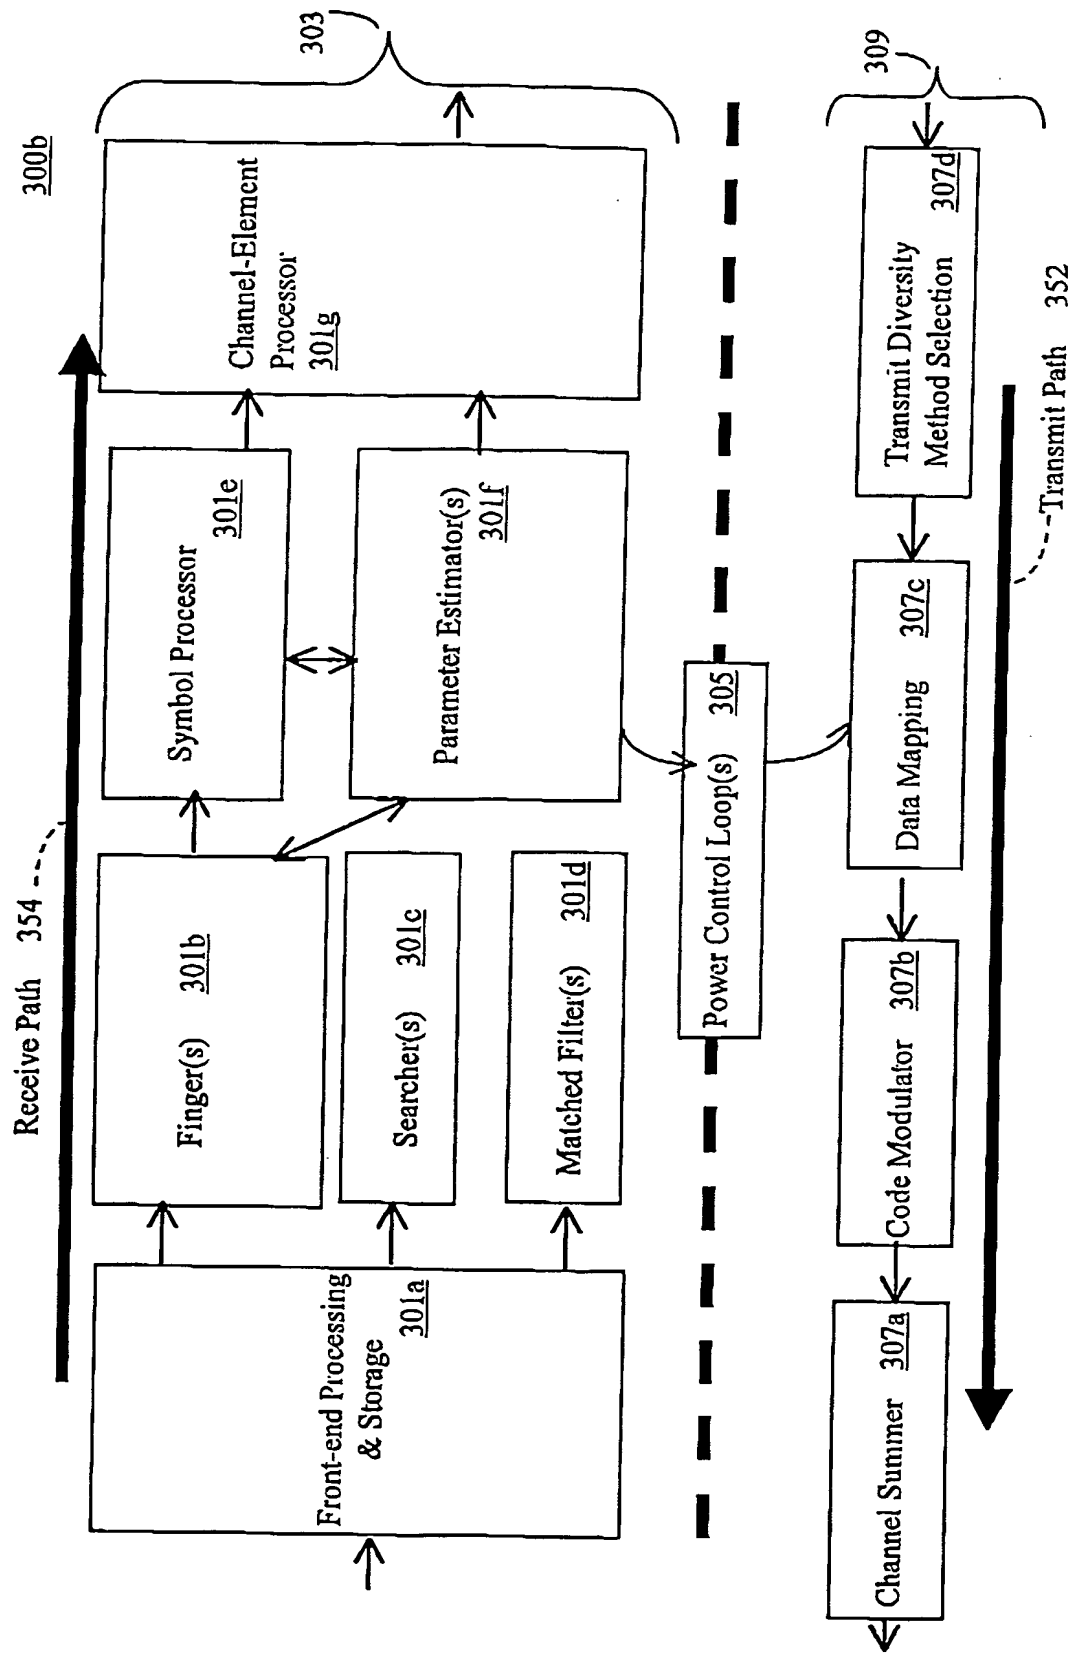 300b
Receive Path 354
303
Front-end Processing
& Storage
301a
Finger(s) 301b
Searcher(s) 301c
Matched Filter(s) 301d
Symbol Processor
301e
Parameter Estimator(s)
301f
Channel-Element
Processor
301g
Power Control Loop(s) 305
309
Channel Summer 307a
Code Modulator 307b
Data Mapping 307c
Transmit Diversity
Method Selection
307d
Transmit Path 352